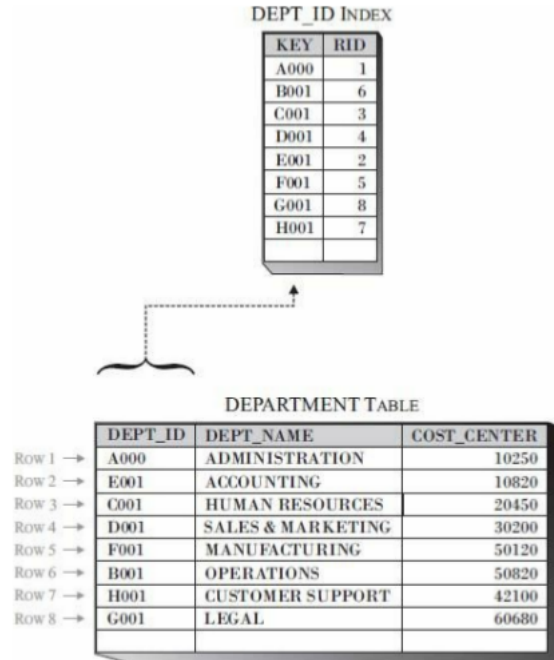 DEPT_ID INDEX
KEY RID
A000 1
B001 6
C001 3
D001 4
E001 2
F001 5
G001 8
H001 7
DEPARTMENT TABLE
DEPT_ID DEPT_NAME COST_CENTER
Row 1 A000 ADMINISTRATION 10250
Row 2 E001 ACCOUNTING 10820
Row 3 C001 HUMAN RESOURCES 20450
Row 4 D001 SALES & MARKETING 30200
Row 5 F001 MANUFACTURING 50120
Row 6 B001 OPERATIONS 50820
Row 7 H001 CUSTOMER SUPPORT 42100
Row 8 G001 LEGAL 60680